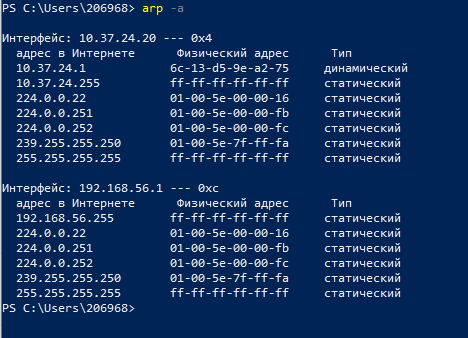 PS C:\Users\206968> arp -a
Интерфейс: 10.37.24.20 --- 0x4
адрес в Интернете Физический адрес Тип
10.37.24.1 6c-13-d5-9e-a2-75 динамический
10.37.24.255 ff-ff-ff-ff-ff-ff статический
224.0.0.22 01-00-5e-00-00-16 статический
224.0.0.251 01-00-5e-00-00-fb статический
224.0.0.252 01-00-5e-00-00-fc статический
239.255.255.250 01-00-5e-7f-ff-fa статический
255.255.255.255 ff-ff-ff-ff-ff-ff статический
Интерфейс: 192.168.56.1 --- 0xc
адрес в Интернете Физический адрес Тип
192.168.56.255 ff-ff-ff-ff-ff-ff статический
224.0.0.22 01-00-5e-00-00-16 статический
224.0.0.251 01-00-5e-00-00-fb статический
224.0.0.252 01-00-5e-00-00-fc статический
239.255.255.250 01-00-5e-7f-ff-fa статический
255.255.255.255 ff-ff-ff-ff-ff-ff статический
PS C:\Users\206968>